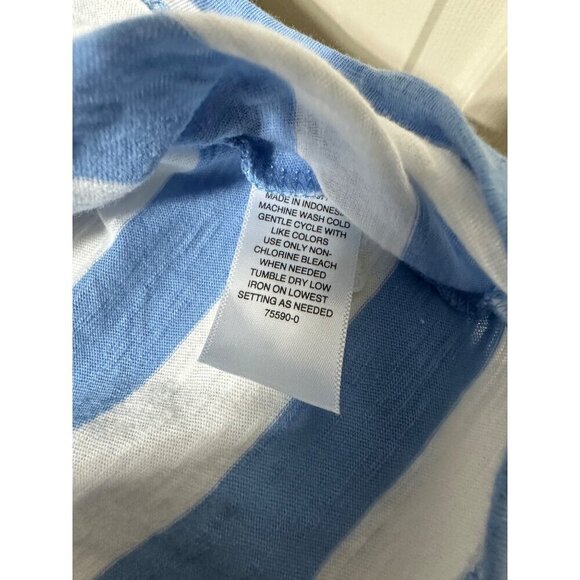 MADE IN INDONES
MACHINE WASH COLD
GENTLE CYCLE WITH
LIKE COLORS
USE ONLY NON-
CHLORINE BLEACH
WHEN NEEDED
TUMBLE DRY LOW
IRON ON LOWEST
SETTING AS NEEDED
75590-0